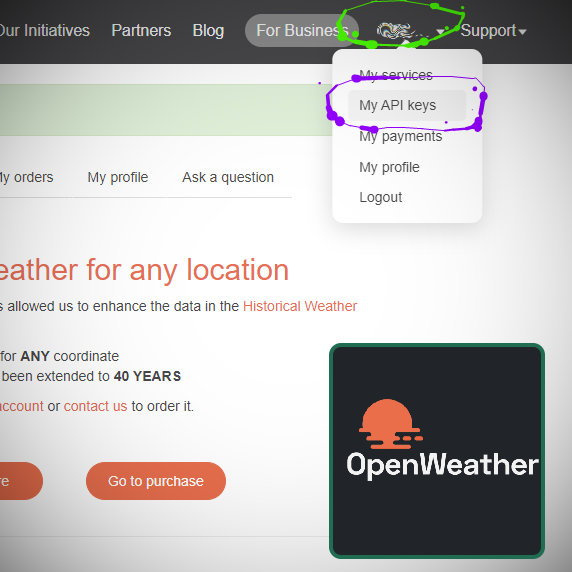 Our Initiatives Partners Blog For Business Support
My services
My API keys
My payments
My profile
Logout
My orders My profile Ask a question
eather for any location
s allowed us to enhance the data in the Historical Weather
for ANY coordinate
been extended to 40 YEARS
account or contact us to order it.
re Go to purchase
OpenWeather